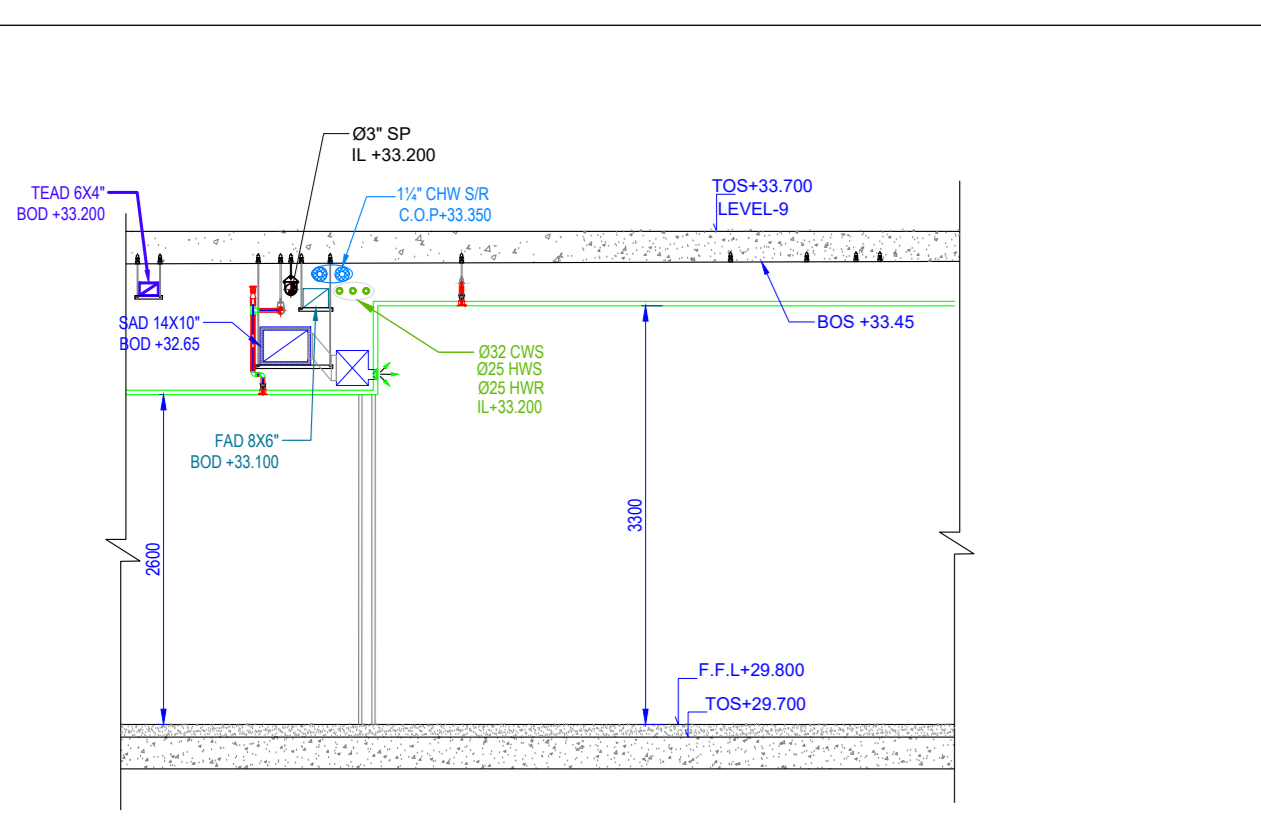 Ø3" SP
IL +33.200
TEAD 6X4"
BOD +33.200
1¼" CHW S/R
C.O.P+33.350
TOS+33.700
LEVEL-9
SAD 14X10"
BOD +32.65
BOS +33.45
Ø32 CWS
Ø25 HWS
Ø25 HWR
IL+33.200
FAD 8X6"
BOD +33.100
2600
3300
F.F.L+29.800
TOS+29.700